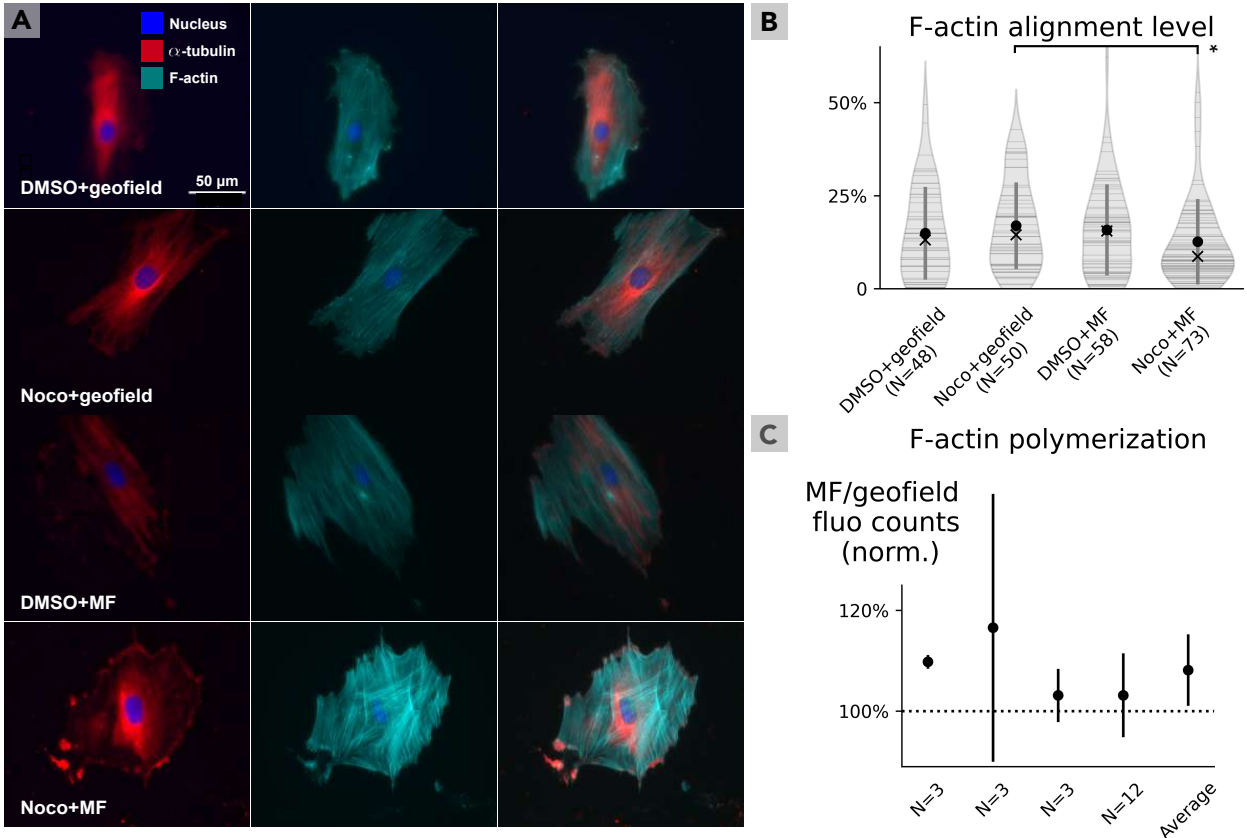 A
Nucleus
α-tubulin
F-actin
DMSO+geofield
50 µm
Noco+geofield
DMSO+MF
Noco+MF
B
F-actin alignment level
*
50%
25%
0
DMSO+geofield
(N=48)
Noco+geofield
(N=50)
DMSO+MF
(N=58)
Noco+MF
(N=73)
C
F-actin polymerization
MF/geofield
fluo counts
(norm.)
120%
100%
N=3
N=3
N=3
N=12
Average